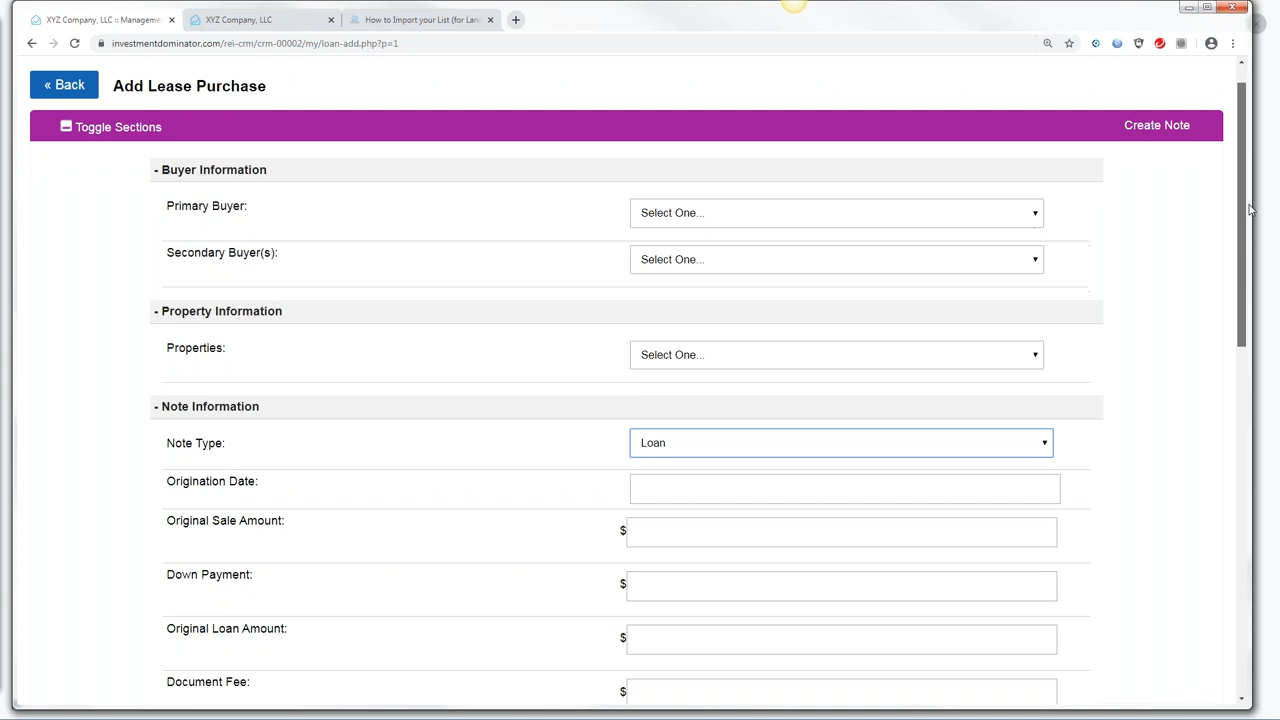 XYZ Company, LLC :: Manageme
XYZ Company, LLC
How to Import your List (for La
investmentdominator.com/rei-crm/crm-00002/my/loan-add.php?p=1
« Back
Add Lease Purchase
Toggle Sections
Create Note
- Buyer Information
Primary Buyer:
Select One...
Secondary Buyer(s):
Select One...
- Property Information
Properties:
Select One...
- Note Information
Note Type:
Loan
Origination Date:
Original Sale Amount:
$
Down Payment:
$
Original Loan Amount:
$
Document Fee:
$